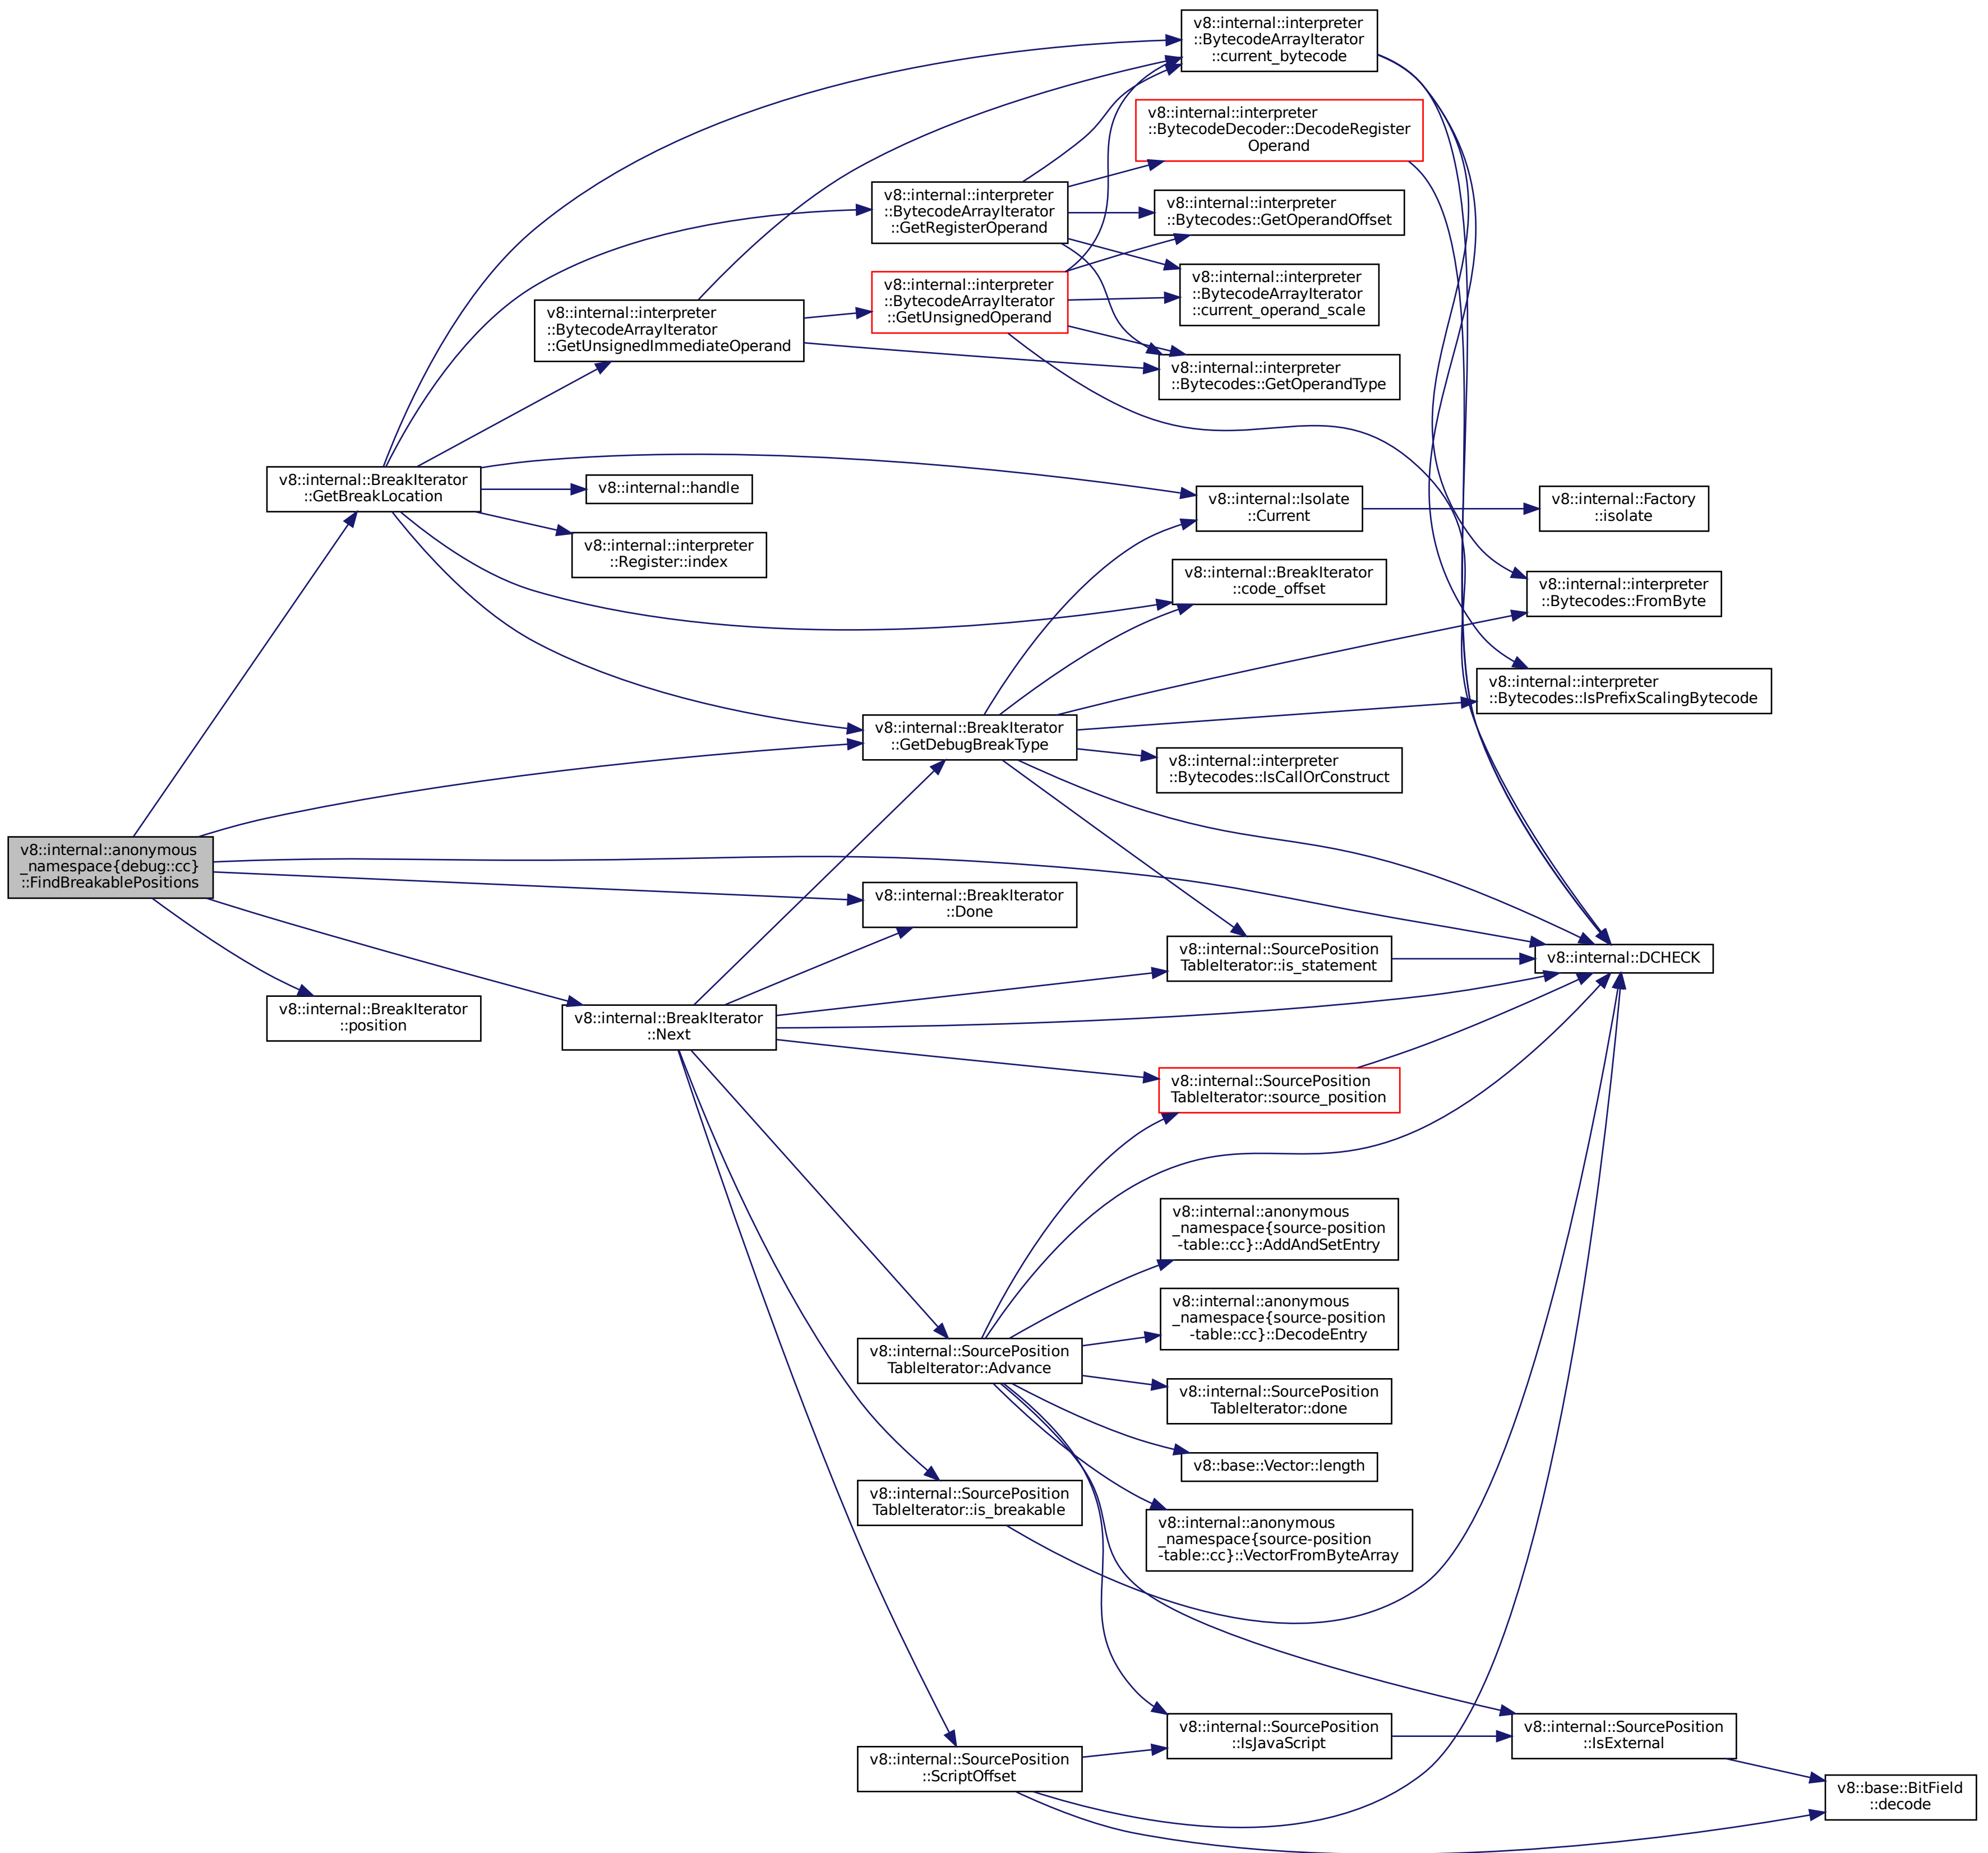 v8::internal::interpreter
::BytecodeArrayIterator
::current_bytecode
v8::internal::interpreter
::BytecodeDecoder::DecodeRegister
Operand
v8::internal::interpreter
::BytecodeArrayIterator
::GetRegisterOperand
v8::internal::interpreter
::Bytecodes::GetOperandOffset
v8::internal::interpreter
::BytecodeArrayIterator
::GetUnsignedOperand
v8::internal::interpreter
::BytecodeArrayIterator
::current_operand_scale
v8::internal::interpreter
::BytecodeArrayIterator
::GetUnsignedImmediateOperand
v8::internal::interpreter
::Bytecodes::GetOperandType
v8::internal::BreakIterator
::GetBreakLocation
v8::internal::handle
v8::internal::Isolate
::Current
v8::internal::Factory
::isolate
v8::internal::interpreter
::Register::index
v8::internal::BreakIterator
::code_offset
v8::internal::interpreter
::Bytecodes::FromByte
v8::internal::interpreter
::Bytecodes::IsPrefixScalingBytecode
v8::internal::BreakIterator
::GetDebugBreakType
v8::internal::interpreter
::Bytecodes::IsCallOrConstruct
v8::internal::anonymous
_namespace{debug::cc}
::FindBreakablePositions
v8::internal::BreakIterator
::Done
v8::internal::SourcePosition
TableIterator::is_statement
v8::internal::DCHECK
v8::internal::BreakIterator
::position
v8::internal::BreakIterator
::Next
v8::internal::SourcePosition
TableIterator::source_position
v8::internal::anonymous
_namespace{source-position
-table::cc}::AddAndSetEntry
v8::internal::anonymous
_namespace{source-position
-table::cc}::DecodeEntry
v8::internal::SourcePosition
TableIterator::Advance
v8::internal::SourcePosition
TableIterator::done
v8::base::Vector::length
v8::internal::SourcePosition
TableIterator::is_breakable
v8::internal::anonymous
_namespace{source-position
-table::cc}::VectorFromByteArray
v8::internal::SourcePosition
::IsJavaScript
v8::internal::SourcePosition
::IsExternal
v8::internal::SourcePosition
::ScriptOffset
v8::base::BitField
::decode